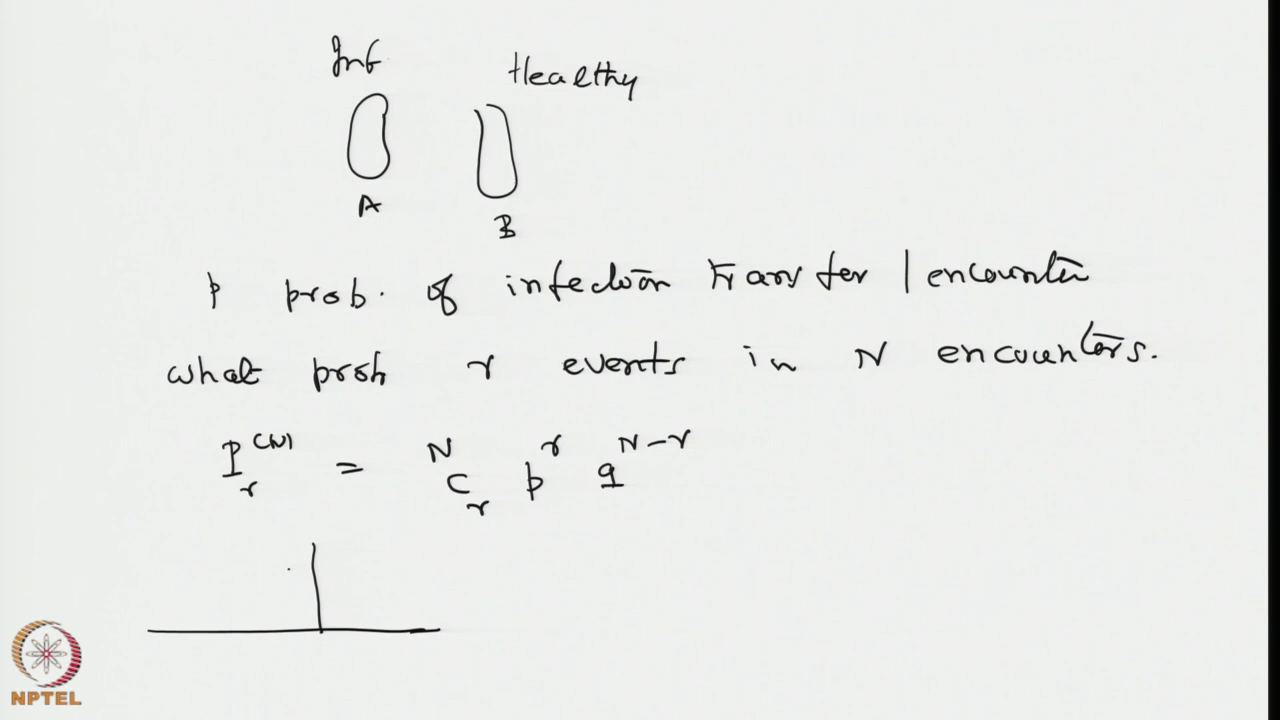 Inf Healthy
A B
p prob. of infection transfer / encounter
what prob r events in N encounters.
P_r^(N) = ^N C_r p^r q^(N-r)
NPTEL